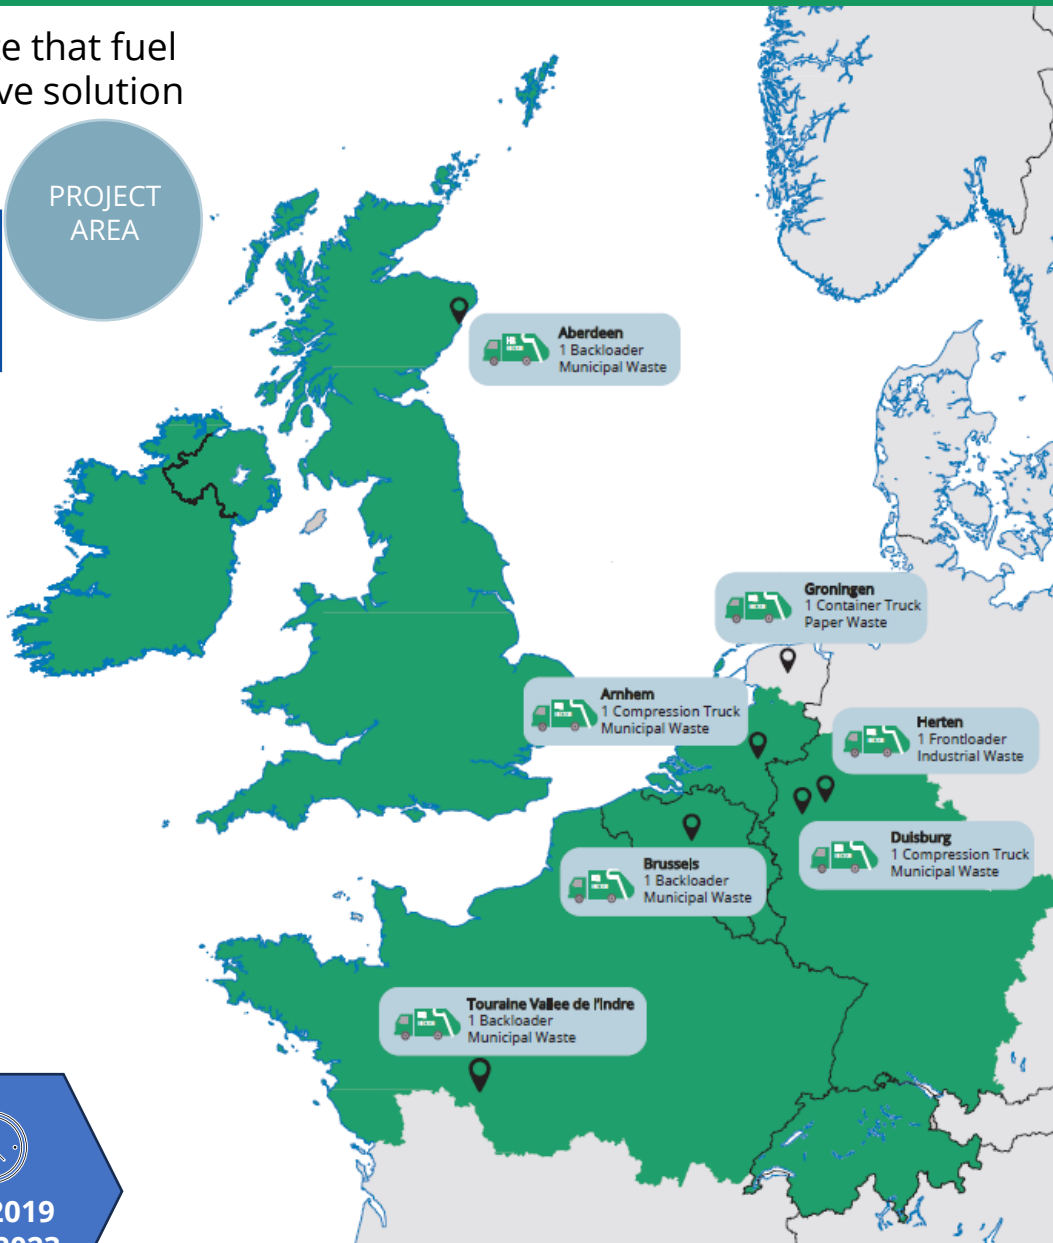 e that fuel
ve solution
PROJECT
AREA
Aberdeen
1 Backloader
Municipal Waste
Groningen
1 Container Truck
Paper Waste
Arnhem
1 Compression Truck
Municipal Waste
Herten
1 Frontloader
Industrial Waste
Duisburg
1 Compression Truck
Municipal Waste
Brussels
1 Backloader
Municipal Waste
Touraine Vallee de l'Indre
1 Backloader
Municipal Waste
2019